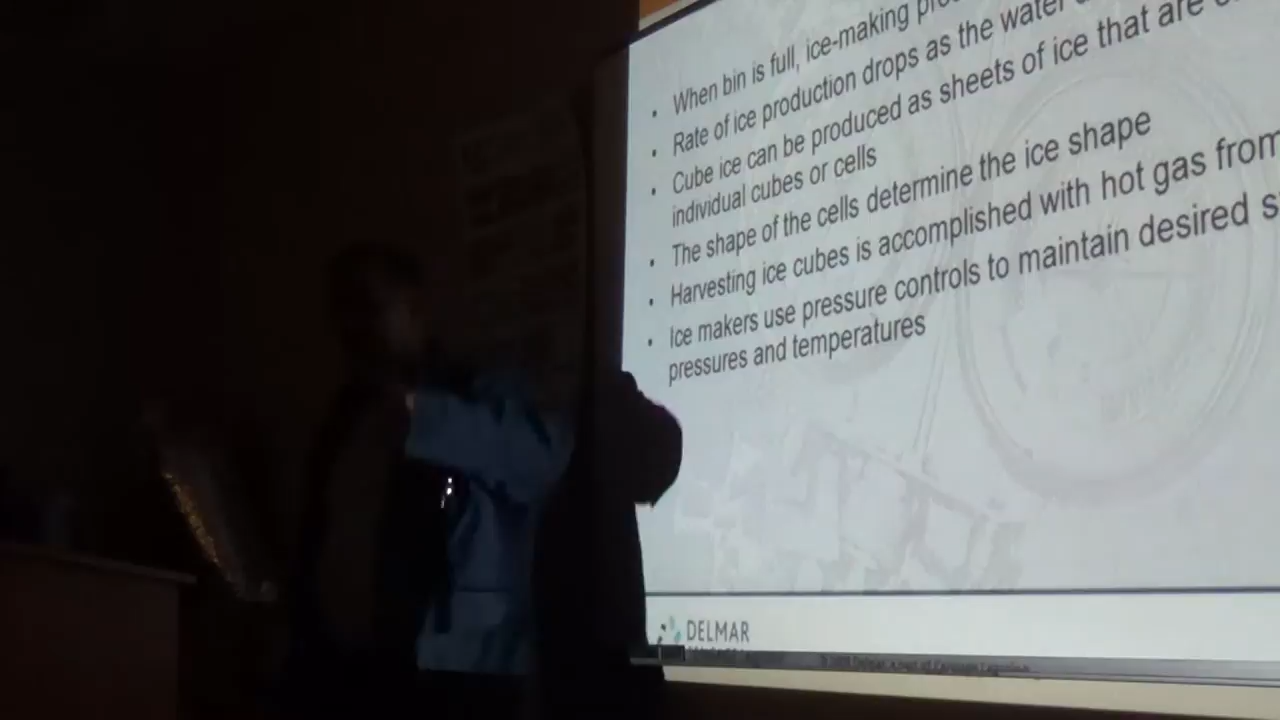 • When bin is full, ice-making
• Rate of ice production drops as the water
• Cube ice can be produced as sheets of ice that are
individual cubes or cells
• The shape of the cells determine the ice shape
• Harvesting ice cubes is accomplished with hot gas from
• Ice makers use pressure controls to maintain desired
pressures and temperatures
DELMAR